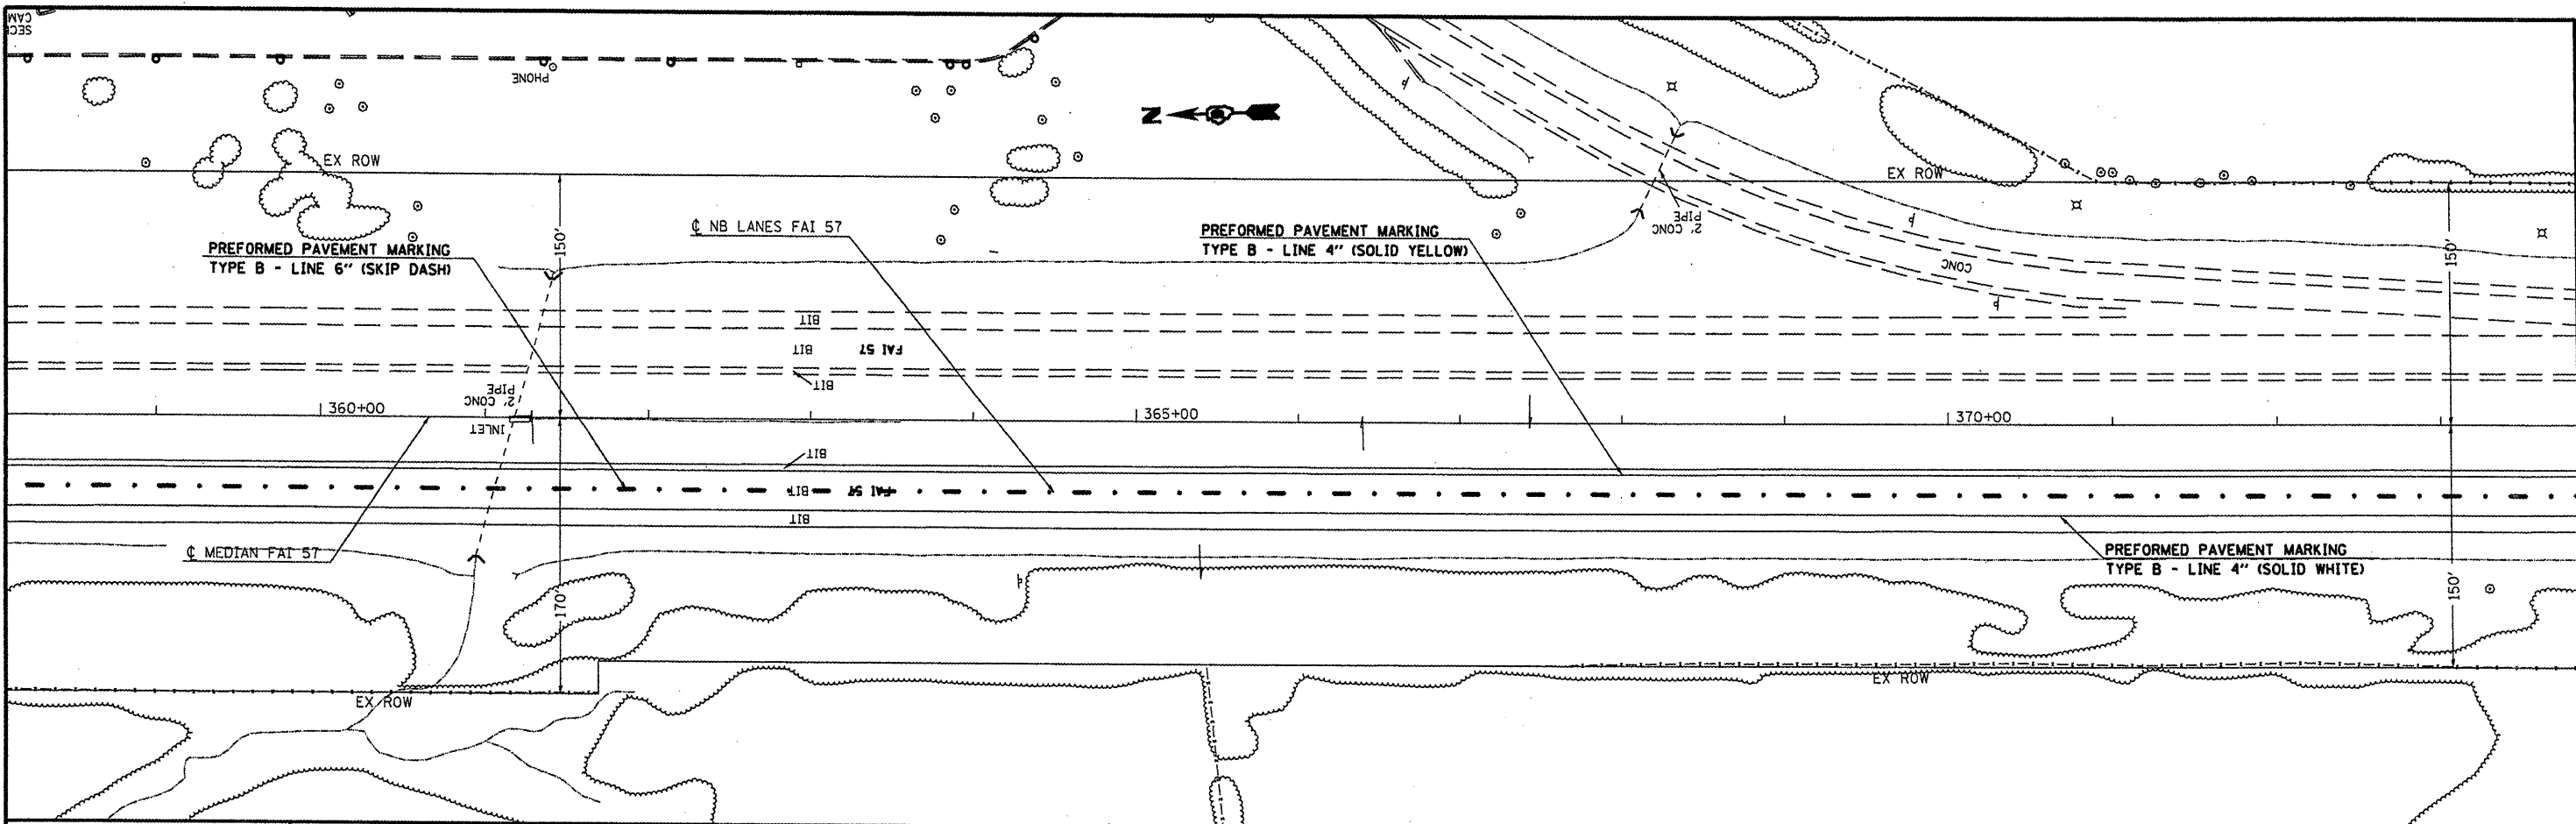 SEC
CAM
PHONE
N
EX ROW
EX ROW
150'
℄ NB LANES FAI 57
PREFORMED PAVEMENT MARKING
TYPE B - LINE 6" (SKIP DASH)
PREFORMED PAVEMENT MARKING
TYPE B - LINE 4" (SOLID YELLOW)
2' CONC
PIPE
CONC
150'
BIT
BIT
FAI 57
BIT
2' CONC
PIPE
360+00
365+00
370+00
INLET
BIT
BIT
FAI 57
BIT
℄ MEDIAN FAI 57
PREFORMED PAVEMENT MARKING
TYPE B - LINE 4" (SOLID WHITE)
170'
150'
EX ROW
EX ROW